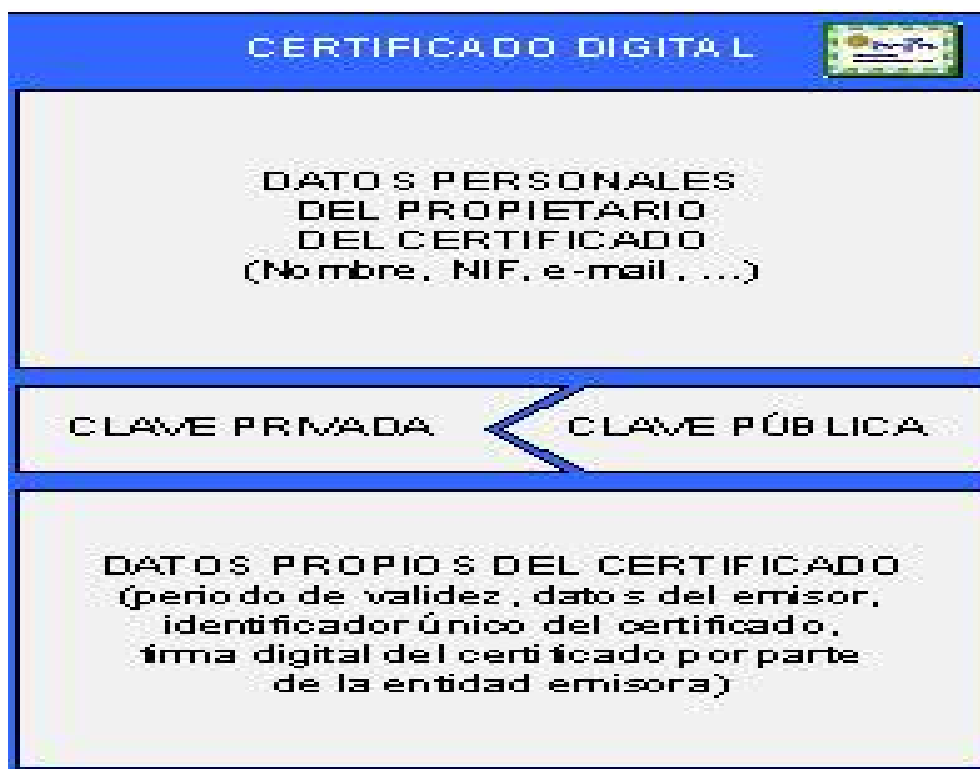 CERTIFICADO DIGITAL
DATOS PERSONALES
DEL PROPIETARIO
DEL CERTIFICADO
(Nombre, NIF, e-mail, ...)
CLAVE PRIVADA
CLAVE PÚBLICA
DATOS PROPIOS DEL CERTIFICADO
(periodo de validez, datos del emisor,
identificador único del certificado,
firma digital del certificado por parte
de la entidad emisora)